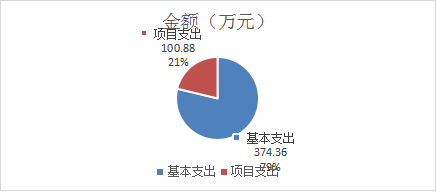 金额（万元）
项目支出
100.88
21%
基本支出
374.36
79%
基本支出 项目支出